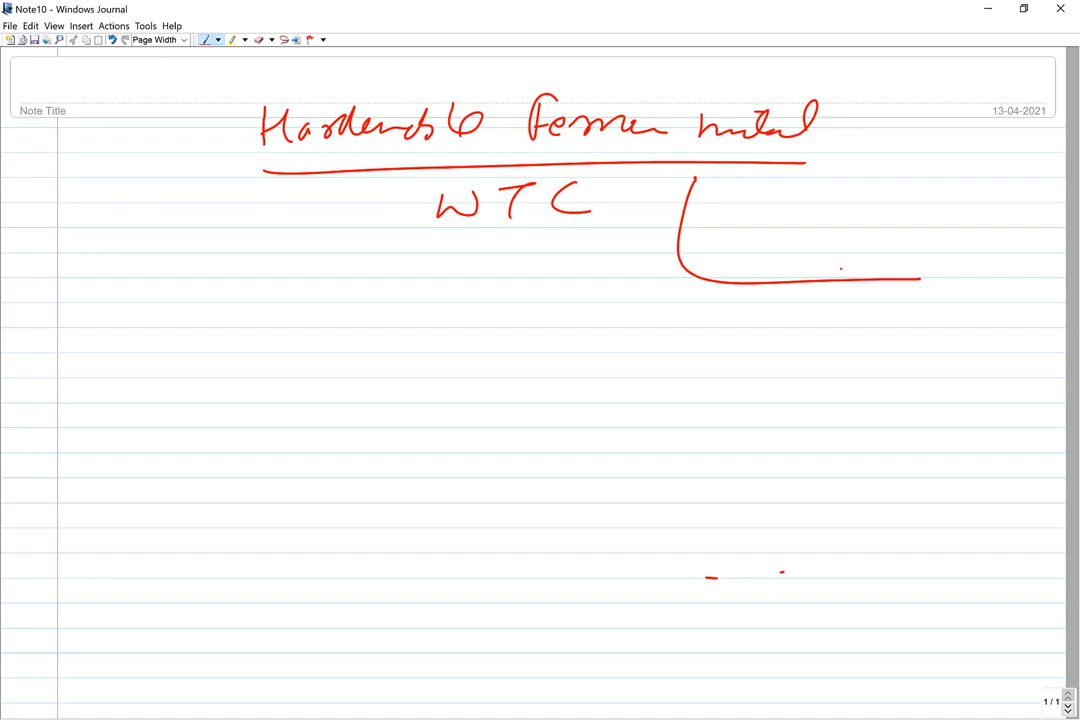 Note10 - Windows Journal
File Edit View Insert Actions Tools Help
Page Width
Note Title
13-04-2021
Hardenable Ferrous metal
WTC
1 / 1